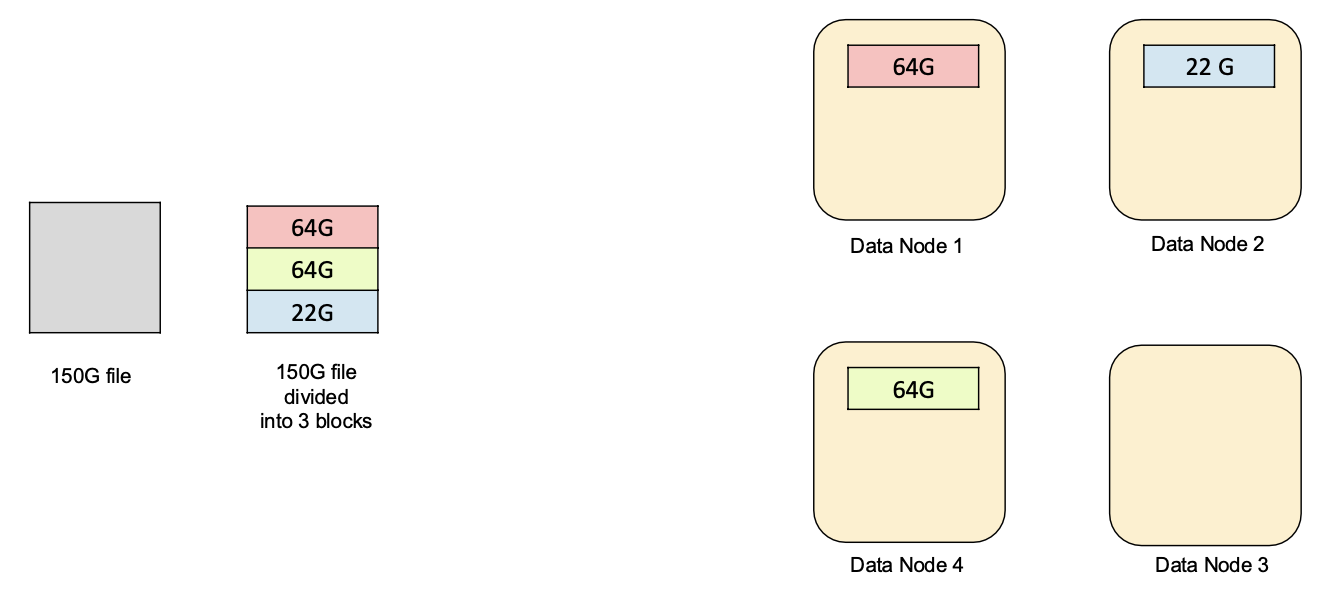 150G file
64G
64G
22G
150G file
divided
into 3 blocks
64G
Data Node 1
22 G
Data Node 2
64G
Data Node 4
Data Node 3